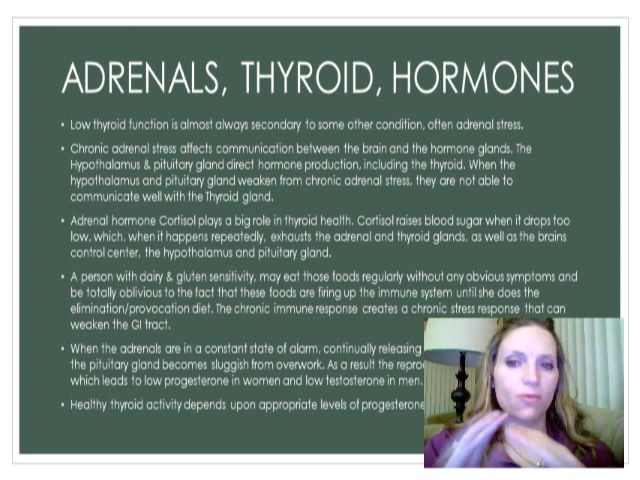 ADRENALS, THYROID, HORMONES
• Low thyroid function is almost always secondary to some other condition, often adrenal stress.
• Chronic adrenal stress affects communication between the brain and the hormone glands. The
Hypothalamus & pituitary gland direct hormone production, including the thyroid. When the
hypothalamus and pituitary gland weaken from chronic adrenal stress, they are not able to
communicate well with the Thyroid gland.
• Adrenal hormone Cortisol plays a big role in thyroid health. Cortisol raises blood sugar when it drops too
low, which, when it happens repeatedly, exhausts the adrenal and thyroid glands, as well as the brains
control center, the hypothalamus and pituitary gland.
• A person with dairy & gluten sensitivity, may eat those foods regularly without any obvious symptoms and
be totally oblivious to the fact that these foods are firing up the immune system until she does the
elimination/provocation diet. The chronic immune response creates a chronic stress response that can
weaken the GI tract.
• When the adrenals are in a constant state of alarm, continually releasing
the pituitary gland becomes sluggish from overwork. As a result the
which leads to low progesterone in women and low testosterone in men.
• Healthy thyroid activity depends upon appropriate levels of progesterone